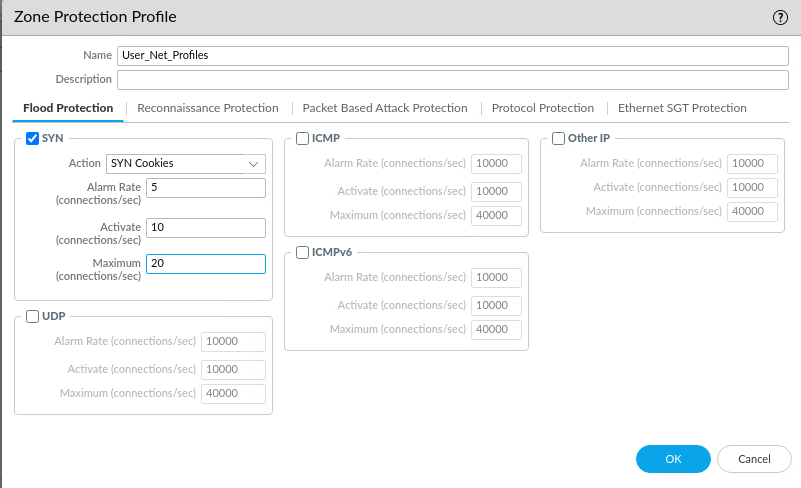 Zone Protection Profile
Name User_Net_Profiles
Description
Flood Protection Reconnaissance Protection Packet Based Attack Protection Protocol Protection Ethernet SGT Protection
SYN
Action SYN Cookies
Alarm Rate (connections/sec) 5
Activate (connections/sec) 10
Maximum (connections/sec) 20
UDP
Alarm Rate (connections/sec) 10000
Activate (connections/sec) 10000
Maximum (connections/sec) 40000
ICMP
Alarm Rate (connections/sec) 10000
Activate (connections/sec) 10000
Maximum (connections/sec) 40000
ICMPv6
Alarm Rate (connections/sec) 10000
Activate (connections/sec) 10000
Maximum (connections/sec) 40000
Other IP
Alarm Rate (connections/sec) 10000
Activate (connections/sec) 10000
Maximum (connections/sec) 40000
OK Cancel